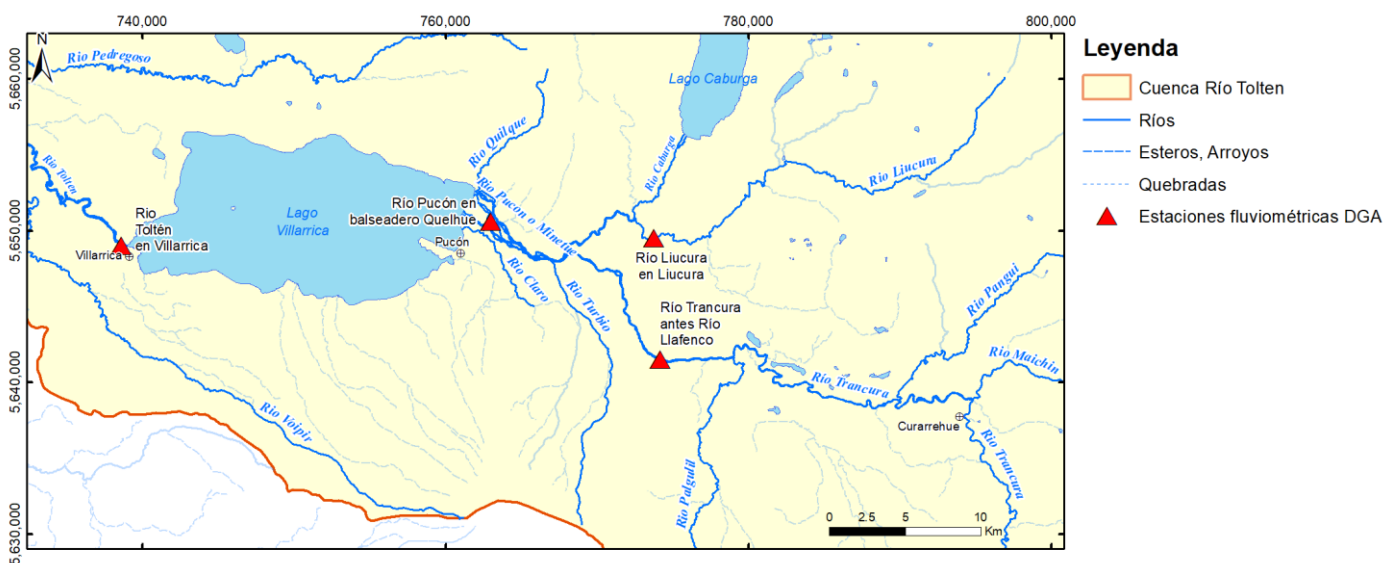 740,000
760,000
780,000
800,000
5,660,000
5,650,000
5,640,000
5,630,000
N
Río Pedregoso
Lago Caburga
Río Quilque
Río Caburga
Río Liucura
Río Tolten
Río Pucón o Minetue
Río Pucón en
balseadero Quelhue
Lago
Villarrica
Rio
Toltén
en Villarrica
Villarrica
Pucón
Río Liucura
en Liucura
Río Claro
Río Turbio
Río Pangui
Río Trancura
antes Río
Llafenco
Río Maichin
Río Trancura
Curarrehue
Río Voipir
Río Palguil
Río Trancura
0 2.5 5 10
Km
Leyenda
Cuenca Río Tolten
Ríos
Esteros, Arroyos
Quebradas
Estaciones fluviométricas DGA